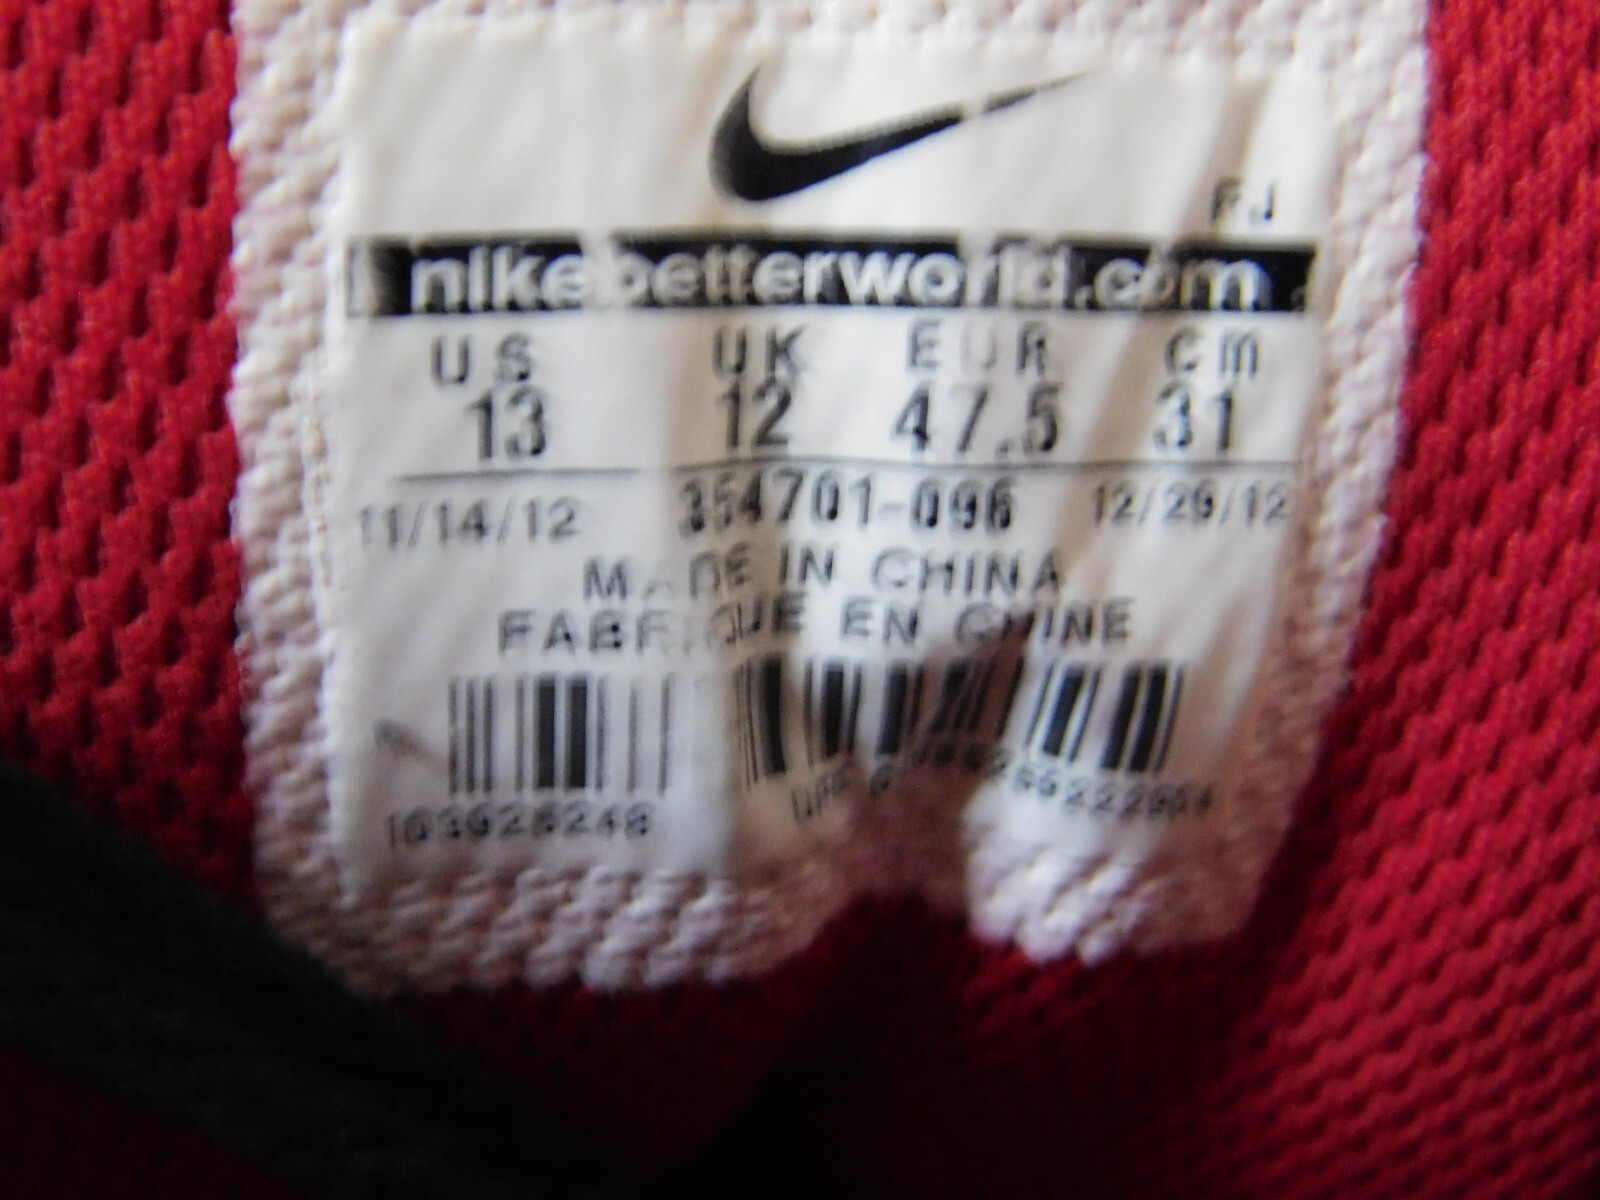 FJ
nikebetterworld.com
US UK EUR cm
13 12 47.5 31
11/14/12 354701-096 12/29/12
MADE IN CHINA
FABRIQUE EN CHINE
103926248